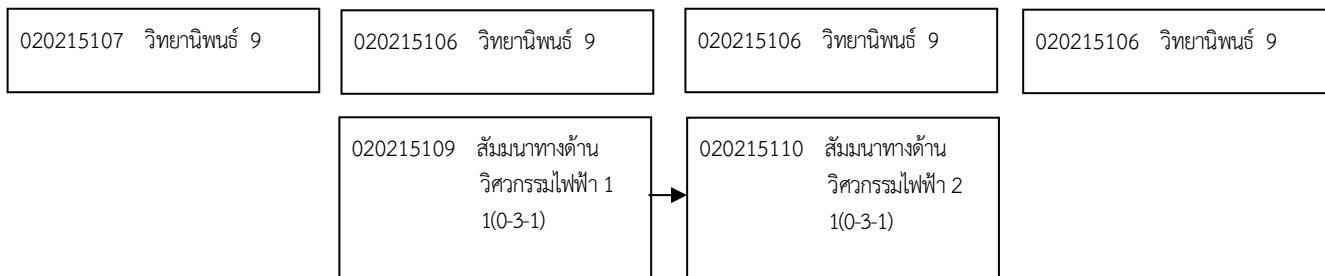 020215107 วิทยานิพนธ์ 9
020215106 วิทยานิพนธ์ 9
020215106 วิทยานิพนธ์ 9
020215106 วิทยานิพนธ์ 9
020215109 สัมมนาทางด้าน
วิศวกรรมไฟฟ้า 1
1(0-3-1)
020215110 สัมมนาทางด้าน
วิศวกรรมไฟฟ้า 2
1(0-3-1)